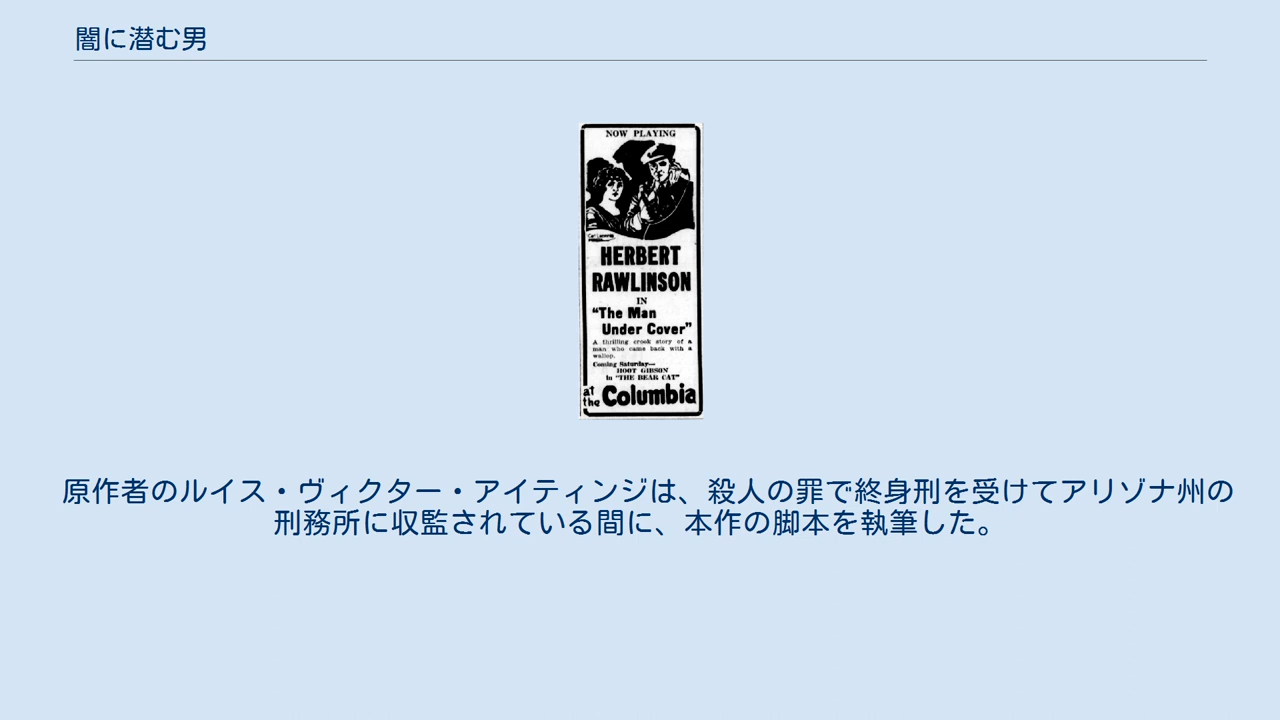 闇に潜む男
NOW PLAYING
HERBERT
RAWLINSON
IN
"The Man
Under Cover"
A thrilling crook story of a
man who came back with a
wallop.
Coming Saturday—
HOOT GIBSON
in "THE BEAR CAT"
at
the Columbia
原作者のルイス・ヴィクター・アイティンジは、殺人の罪で終身刑を受けてアリゾナ州の
刑務所に収監されている間に、本作の脚本を執筆した。